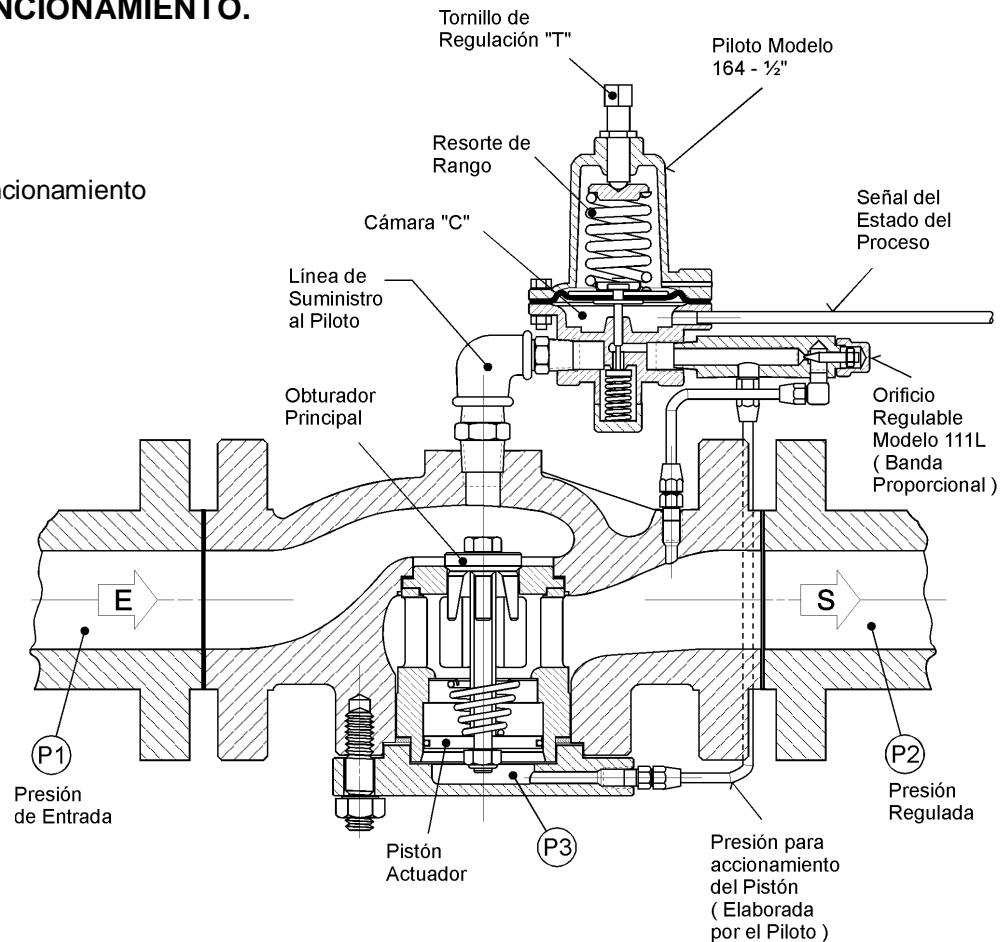 NCIONAMIENTO.
ncionamiento
Tornillo de
Regulación "T"
Piloto Modelo
164 - ½"
Resorte de
Rango
Señal del
Estado del
Proceso
Cámara "C"
Línea de
Suministro
al Piloto
Obturador
Principal
Orificio
Regulable
Modelo 111L
( Banda
Proporcional )
E
S
P1
Presión
de Entrada
P2
Presión
Regulada
P3
Pistón
Actuador
Presión para
accionamiento
del Pistón
( Elaborada
por el Piloto )